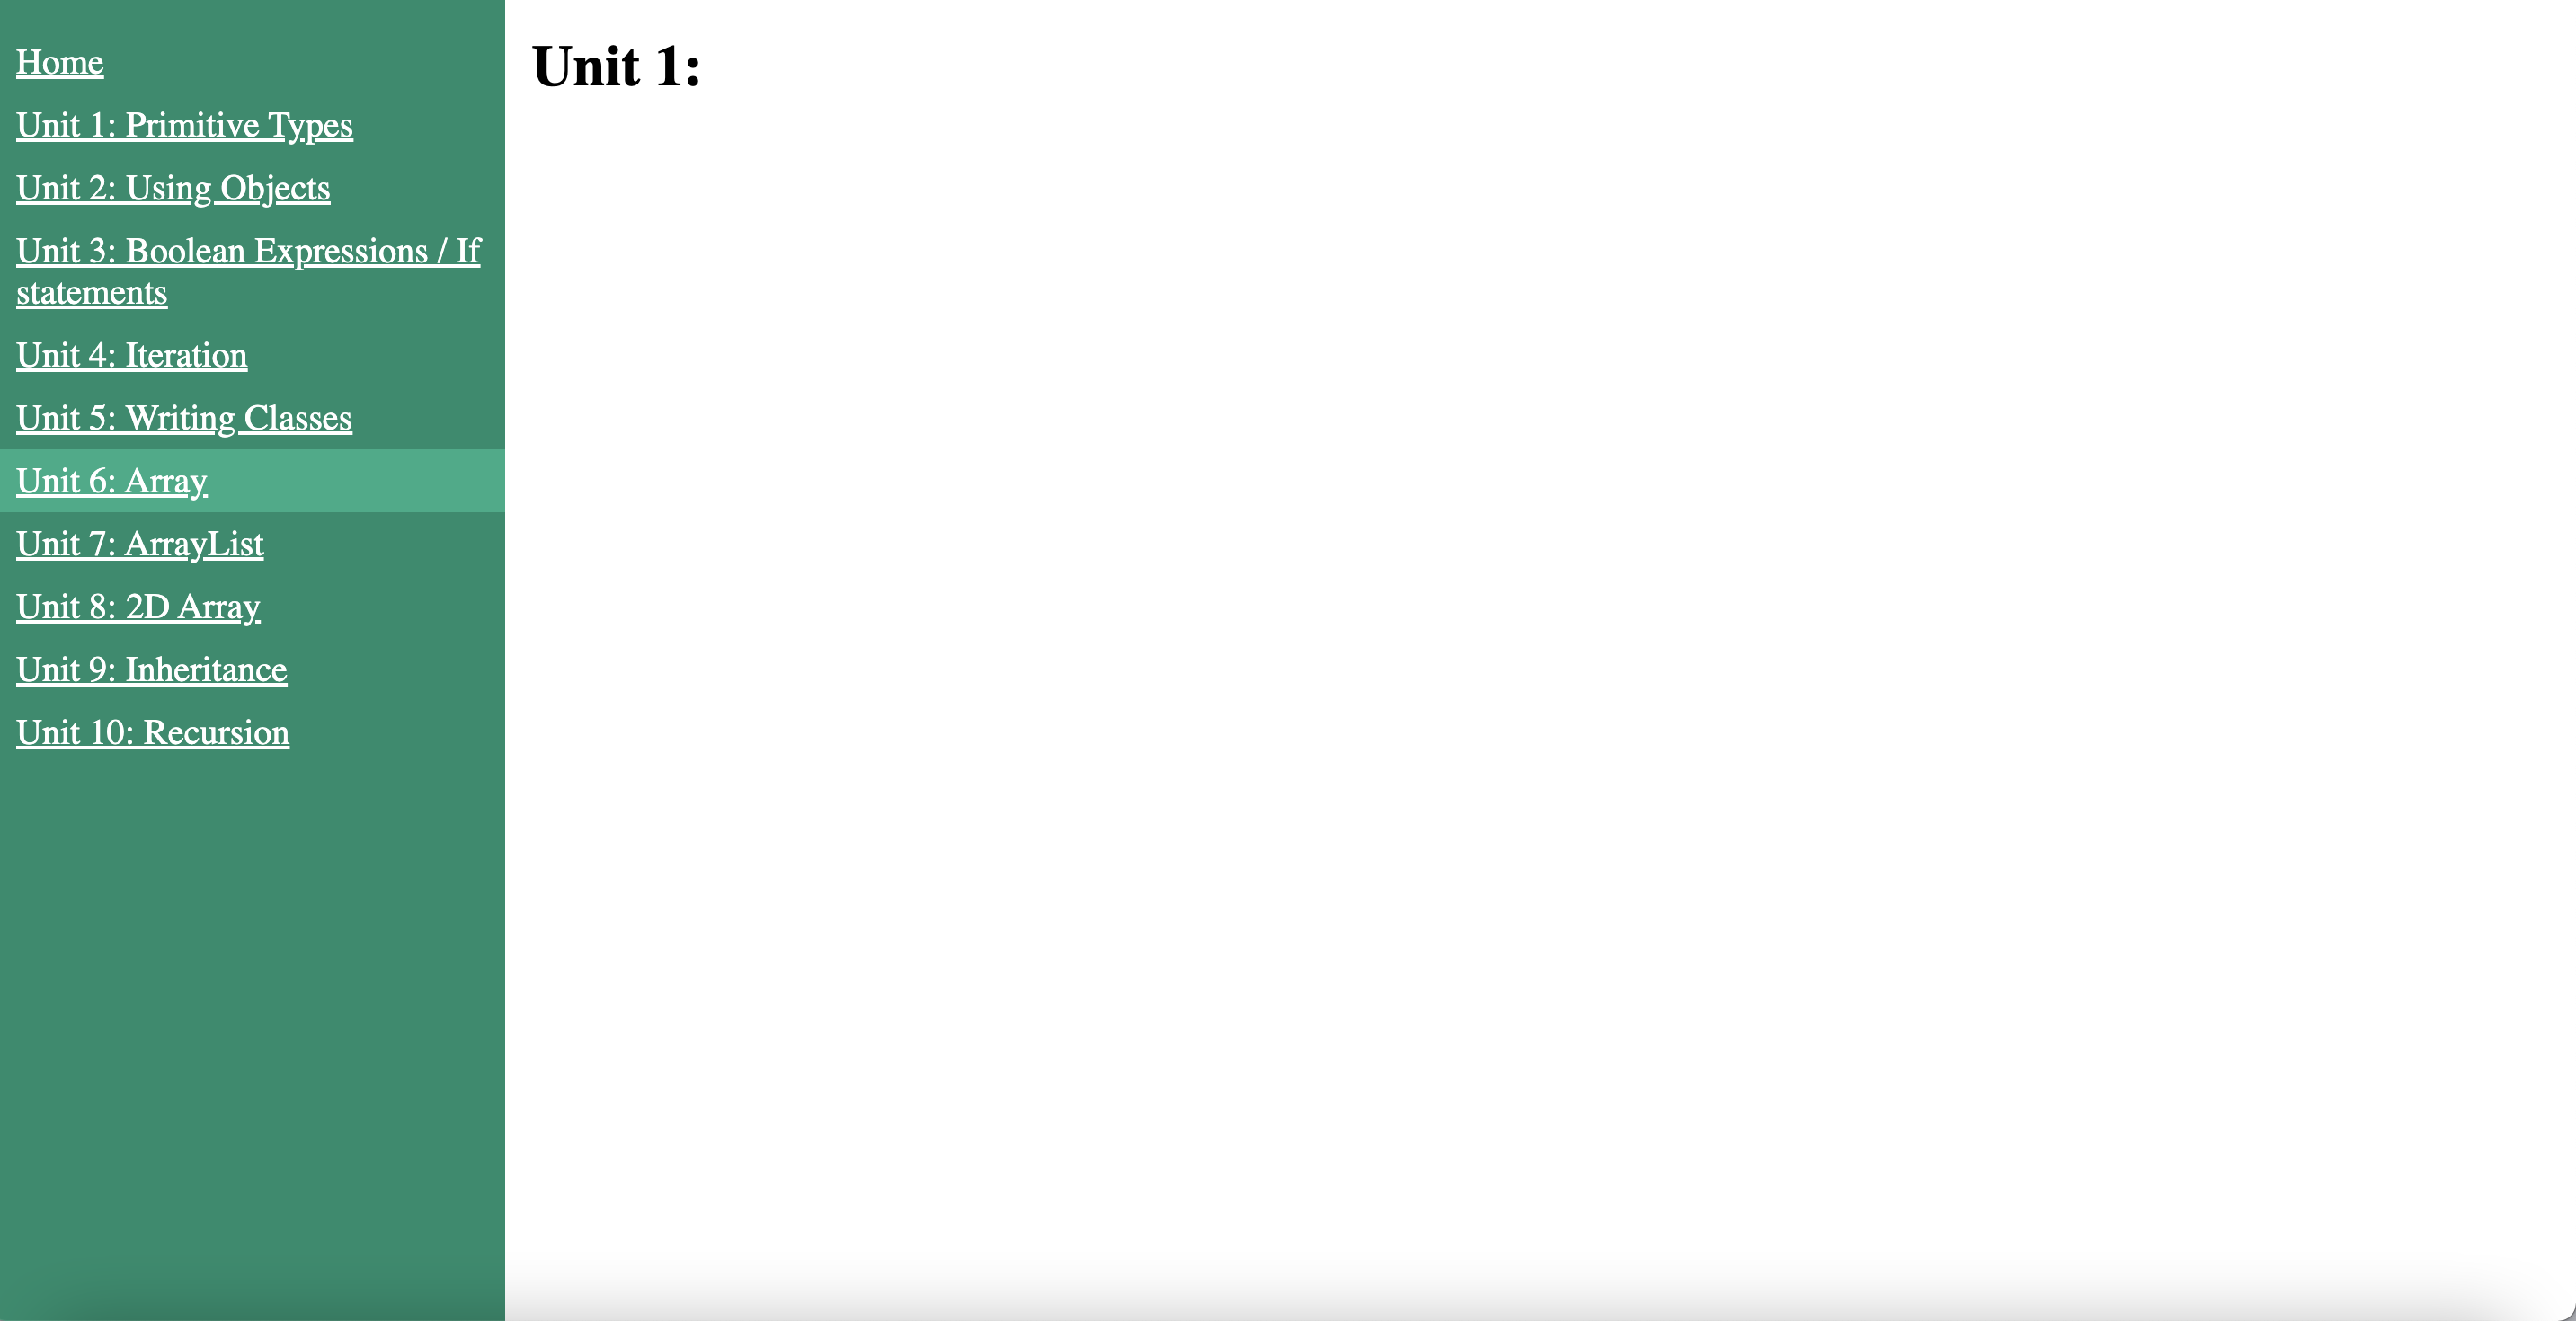 Home
Unit 1: Primitive Types
Unit 2: Using Objects
Unit 3: Boolean Expressions / If
statements
Unit 4: Iteration
Unit 5: Writing Classes
Unit 6: Array
Unit 7: ArrayList
Unit 8: 2D Array
Unit 9: Inheritance
Unit 10: Recursion
Unit 1: